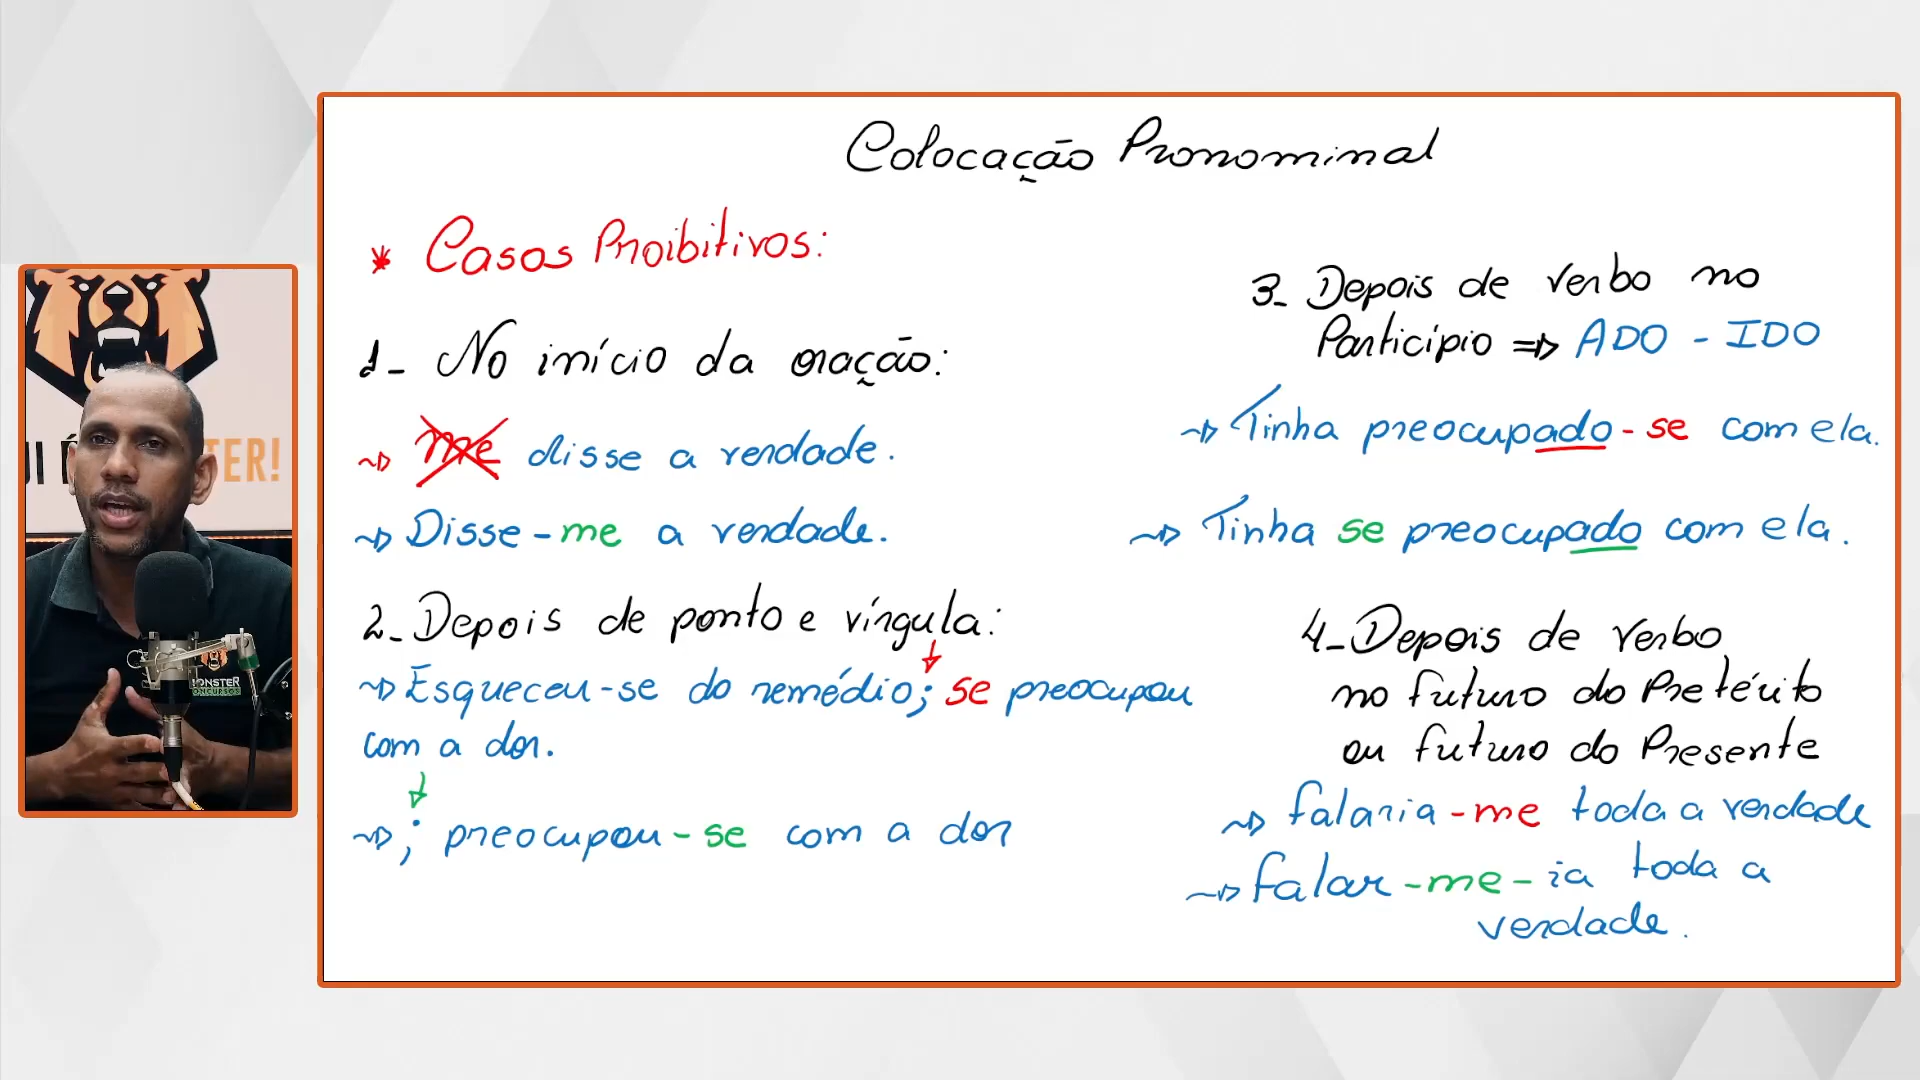 Colocação Pronominal
* Casos Proibitivos:
1- No início da oração:
me disse a verdade.
Disse-me a verdade.
2- Depois de ponto e vírgula:
Esqueceu-se do remédio; se preocupou
com a dor.
; preocupou-se com a dor
3- Depois de verbo no
Particípio => ADO - IDO
Tinha preocupado-se com ela.
Tinha se preocupado com ela.
4- Depois de verbo
no futuro do Pretérito
ou futuro do Presente
falaria-me toda a verdade
falar-me-ia toda a
verdade.
TER!
MONSTER
CONCURSOS